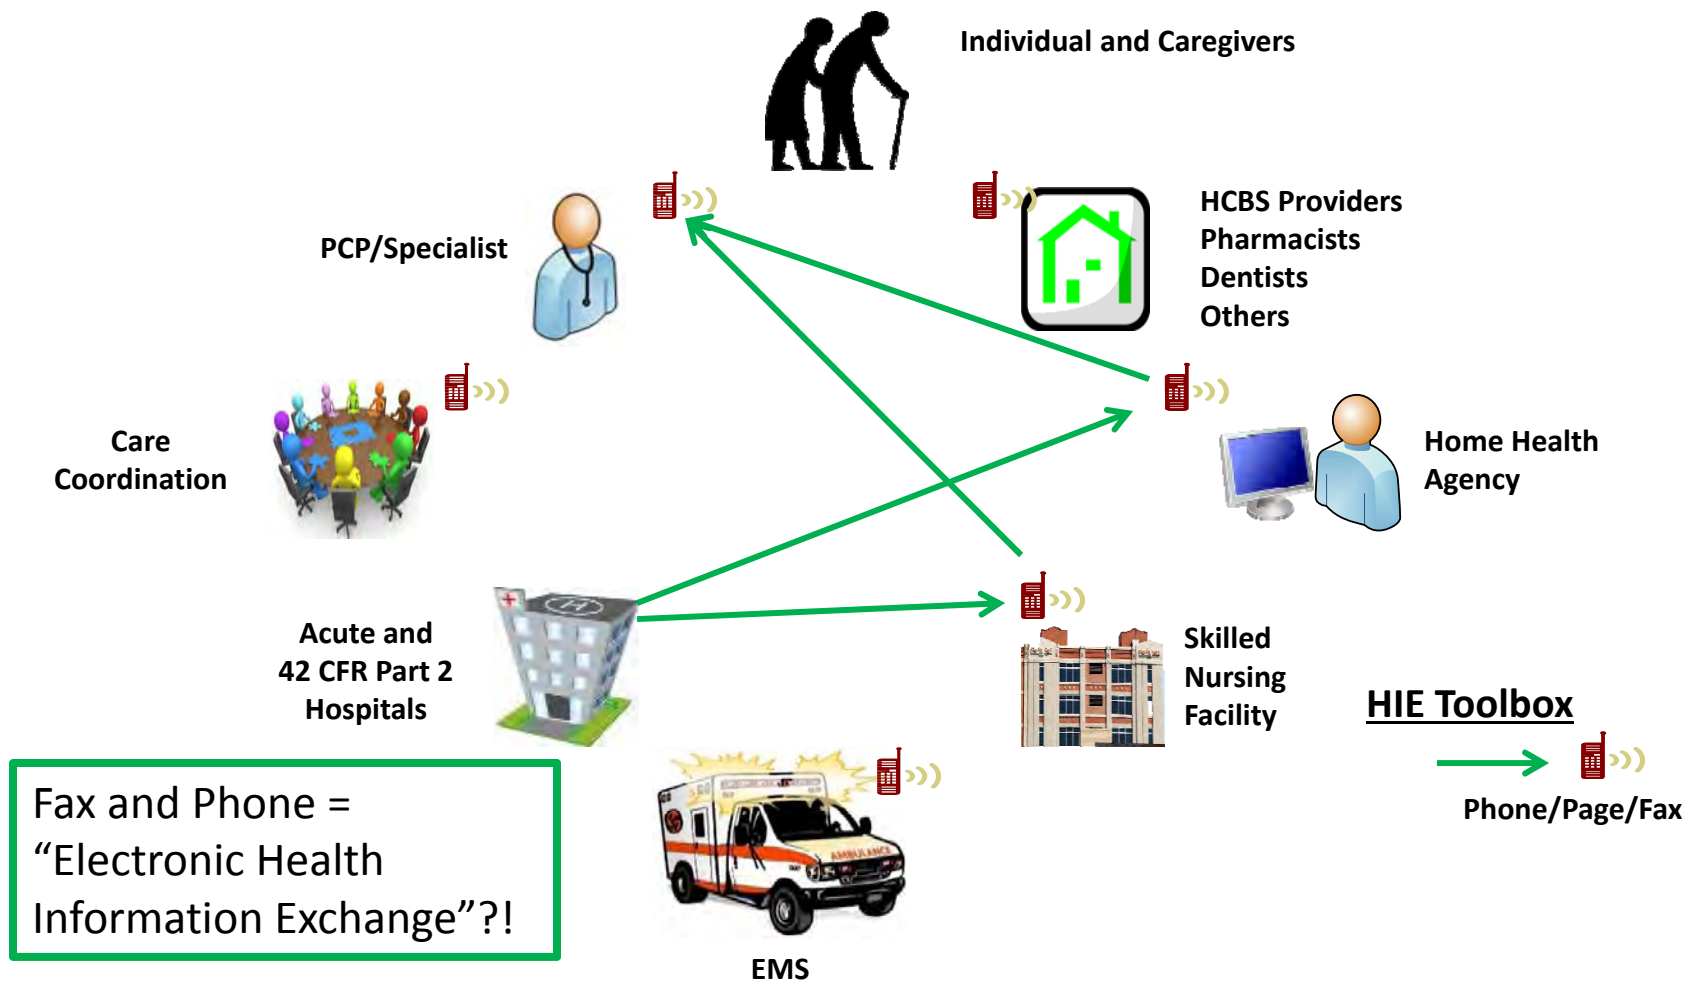 Individual and Caregivers
PCP/Specialist
HCBS Providers
Pharmacists
Dentists
Others
Care
Coordination
Home Health
Agency
Acute and
42 CFR Part 2
Hospitals
Skilled
Nursing
Facility
HIE Toolbox
Phone/Page/Fax
Fax and Phone =
“Electronic Health
Information Exchange”?!
H
AMBULANCE
EMS